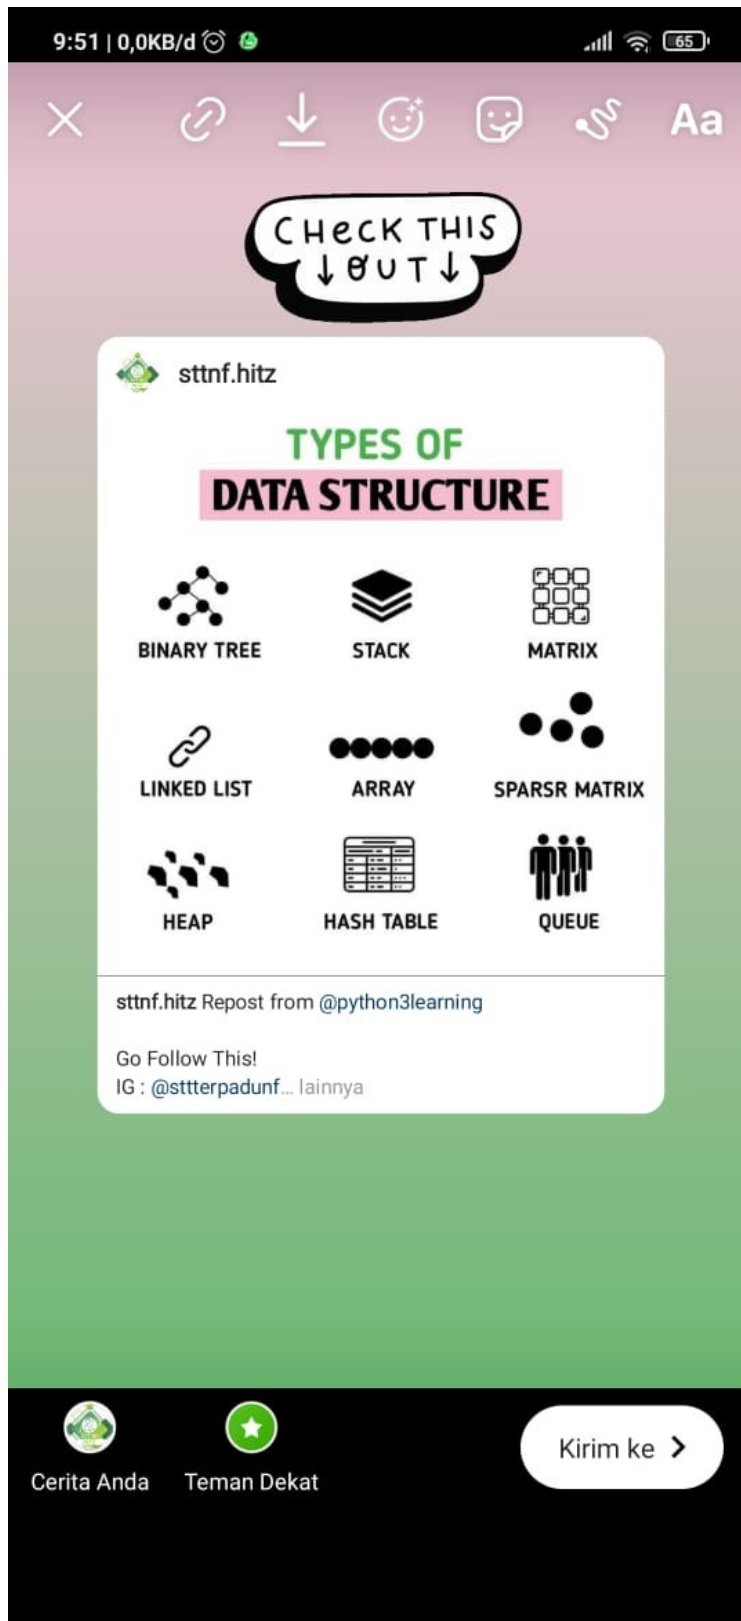 9:51 | 0,0KB/d
65
Aa
CHeCK THIS
↓OUT↓
sttnf.hitz
TYPES OF
DATA STRUCTURE
BINARY TREE
STACK
MATRIX
LINKED LIST
ARRAY
SPARSR MATRIX
HEAP
HASH TABLE
QUEUE
sttnf.hitz Repost from @python3learning
Go Follow This!
IG : @sttterpadunf... lainnya
Cerita Anda
Teman Dekat
Kirim ke